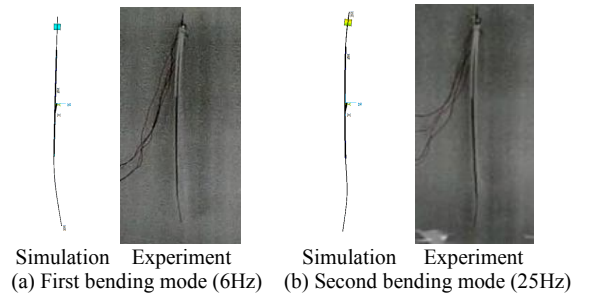 Simulation Experiment Simulation Experiment
(a) First bending mode (6Hz) (b) Second bending mode (25Hz)